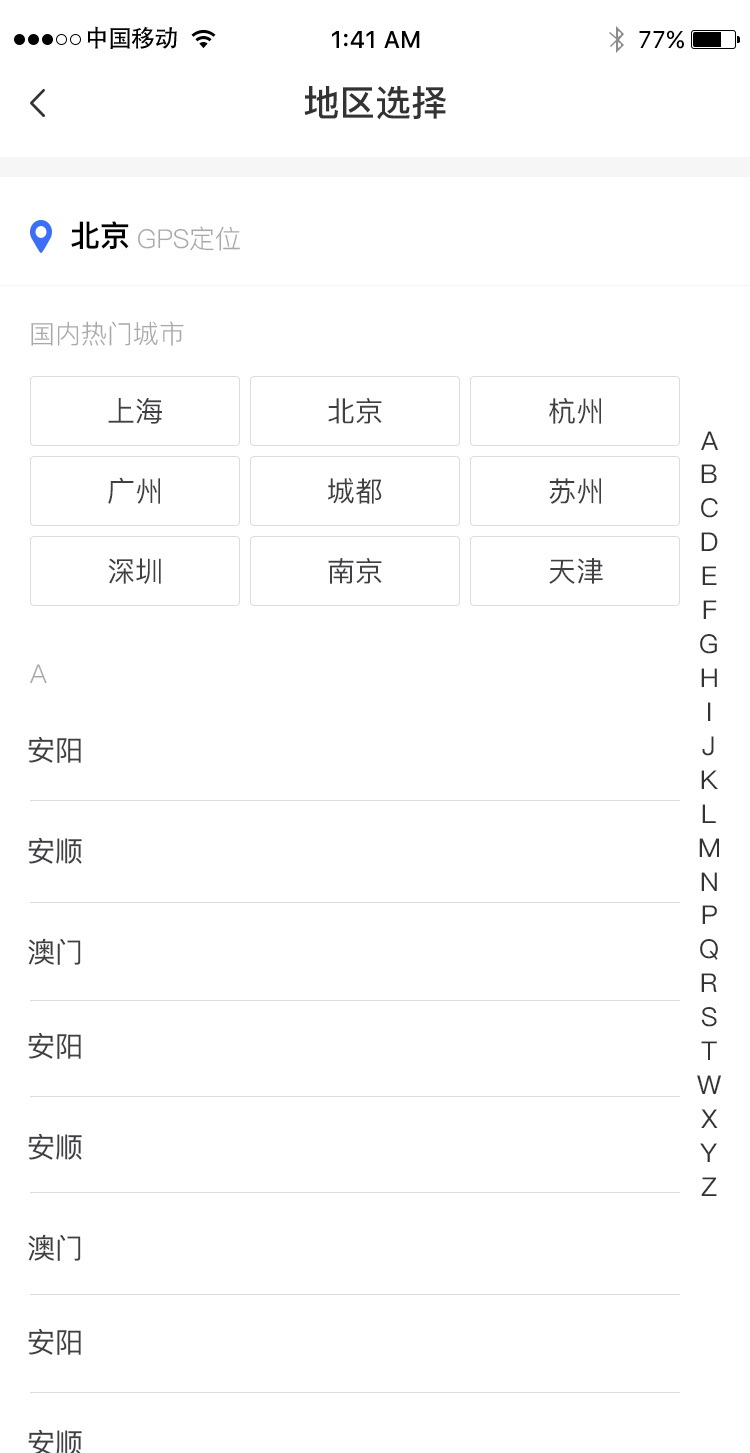 中国移动 1:41 AM 77%
地区选择
北京 GPS定位
国内热门城市
上海 北京 杭州
广州 城都 苏州
深圳 南京 天津
A
安阳
安顺
澳门
安阳
安顺
澳门
安阳
安顺
A
B
C
D
E
F
G
H
I
J
K
L
M
N
P
Q
R
S
T
W
X
Y
Z